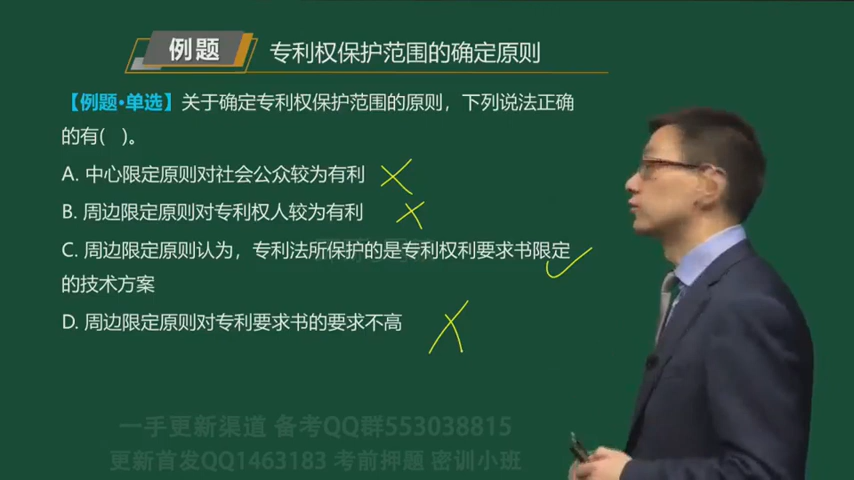 例题
专利权保护范围的确定原则
【例题·单选】关于确定专利权保护范围的原则，下列说法正确
的有( )。
A. 中心限定原则对社会公众较为有利
B. 周边限定原则对专利权人较为有利
C. 周边限定原则认为，专利法所保护的是专利权利要求书限定
的技术方案
D. 周边限定原则对专利要求书的要求不高
一手更新渠道 备考QQ群553038815
更新首发QQ1463183 考前押题 密训小班